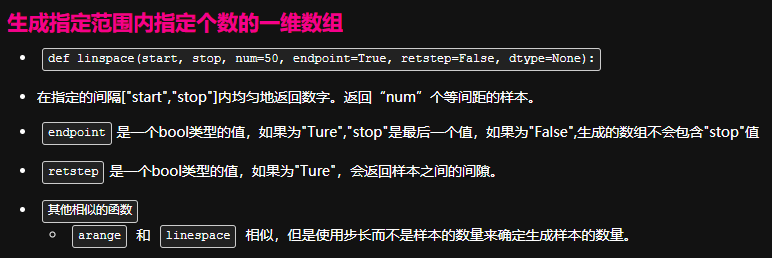 生成指定范围内指定个数的一维数组
def linspace(start, stop, num=50, endpoint=True, retstep=False, dtype=None):
在指定的间隔["start","stop"]内均匀地返回数字。返回“num”个等间距的样本。
endpoint 是一个bool类型的值，如果为"Ture","stop"是最后一个值，如果为"False",生成的数组不会包含"stop"值
retstep 是一个bool类型的值，如果为"Ture"，会返回样本之间的间隙。
其他相似的函数
arange 和 linespace 相似，但是使用步长而不是样本的数量来确定生成样本的数量。